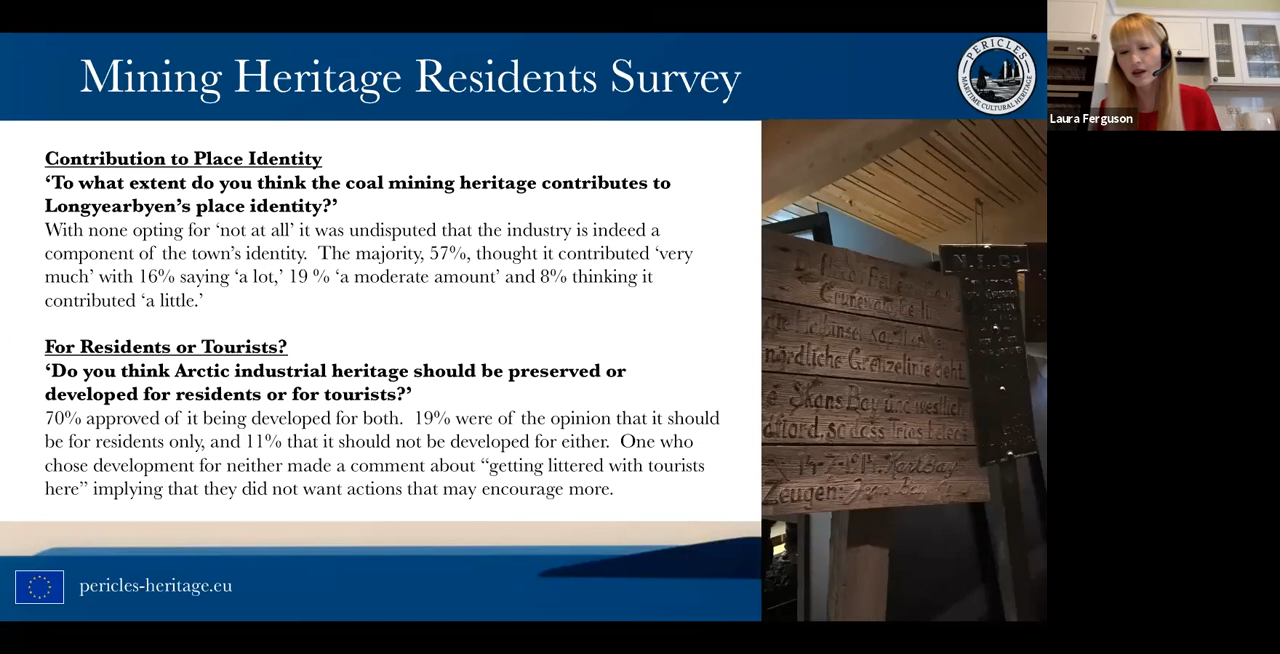 Mining Heritage Residents Survey
PERICLES
MARITIME CULTURAL HERITAGE
Laura Ferguson
Contribution to Place Identity
‘To what extent do you think the coal mining heritage contributes to
Longyearbyen’s place identity?’
With none opting for ‘not at all’ it was undisputed that the industry is indeed a
component of the town’s identity.  The majority, 57%, thought it contributed ‘very
much’ with 16% saying ‘a lot,’ 19 % ‘a moderate amount’ and 8% thinking it
contributed ‘a little.’
For Residents or Tourists?
‘Do you think Arctic industrial heritage should be preserved or
developed for residents or for tourists?’
70% approved of it being developed for both.  19% were of the opinion that it should
be for residents only, and 11% that it should not be developed for either.  One who
chose development for neither made a comment about “getting littered with tourists
here” implying that they did not want actions that may encourage more.
nördliche Grenzelinie geht.
Skans Bay und westlich
Zeugen:
pericles-heritage.eu